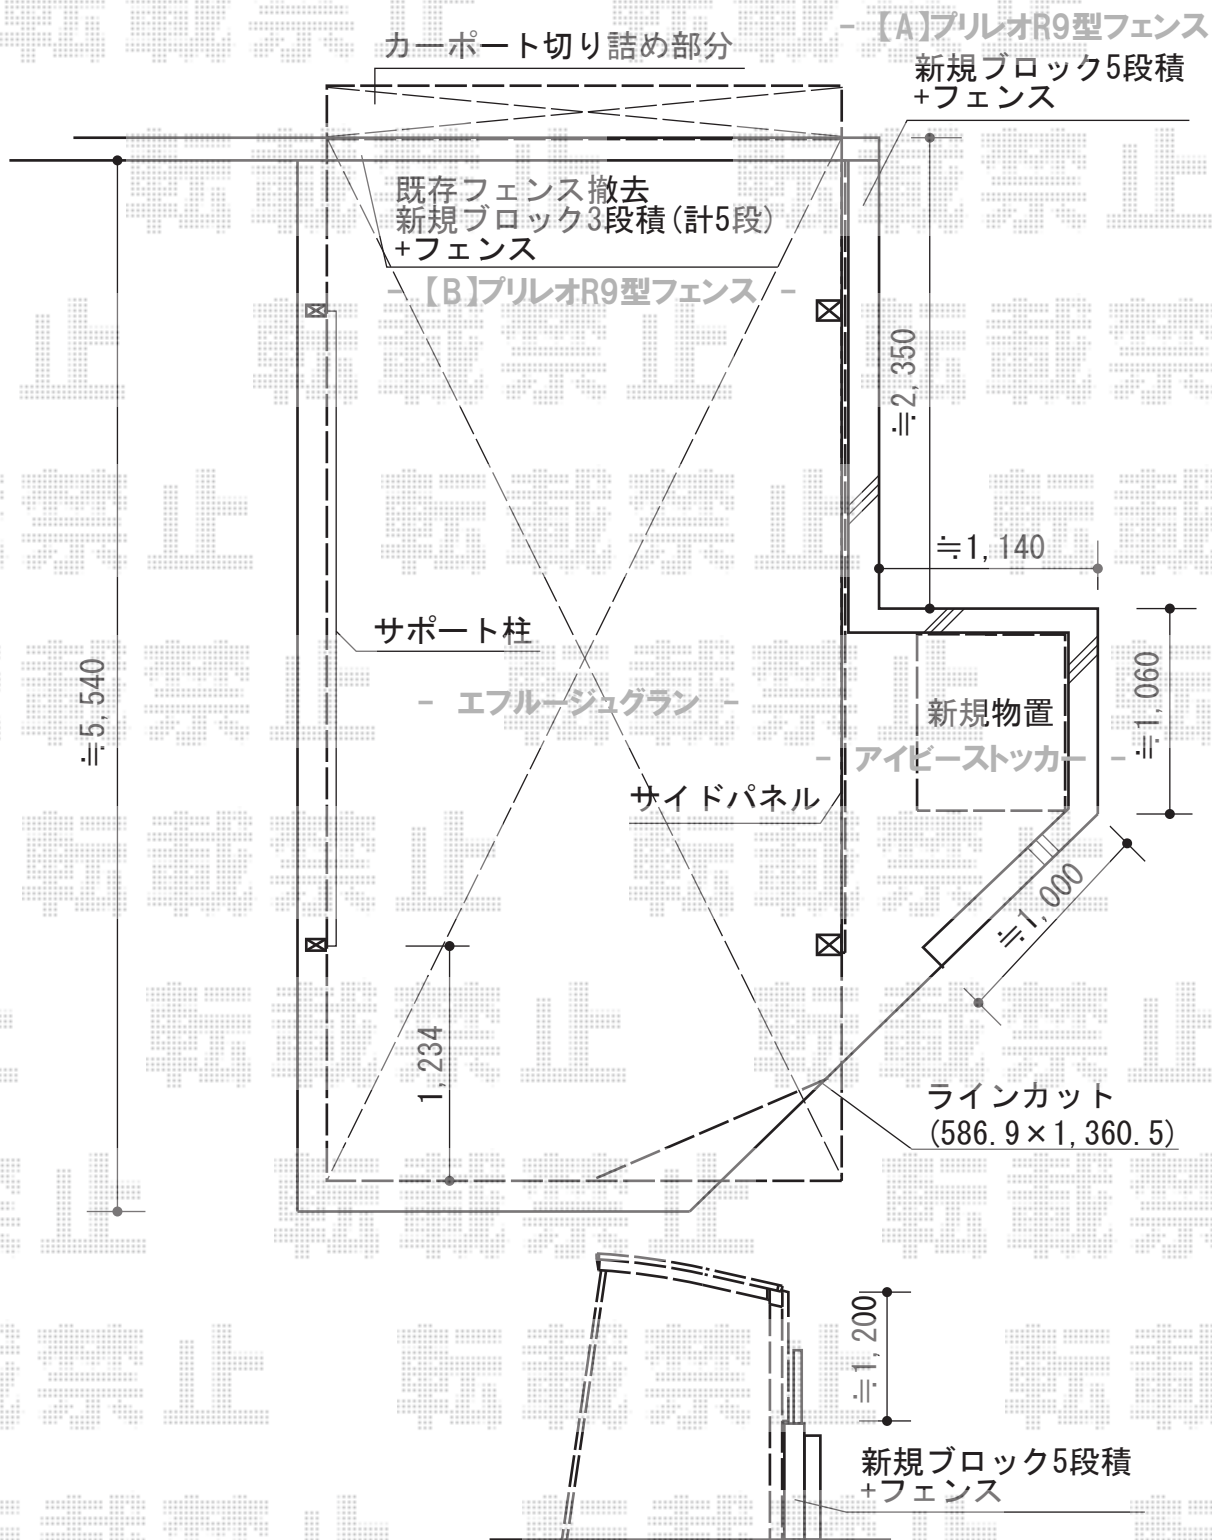 - 【A】プリレオR9型フェンス
カーポート切り詰め部分
新規ブロック5段積
+フェンス
既存フェンス撤去
新規ブロック3段積(計5段)
+フェンス
- 【B】プリレオR9型フェンス -
≒2,350
≒1,140
サポート柱
≒5,540
- エフルージュグラン -
新規物置
≒1,060
- アイビーストッカー -
サイドパネル
≒1,000
1,234
ラインカット
(586.9×1,360.5)
≒1,200
新規ブロック5段積
+フェンス
転載禁止